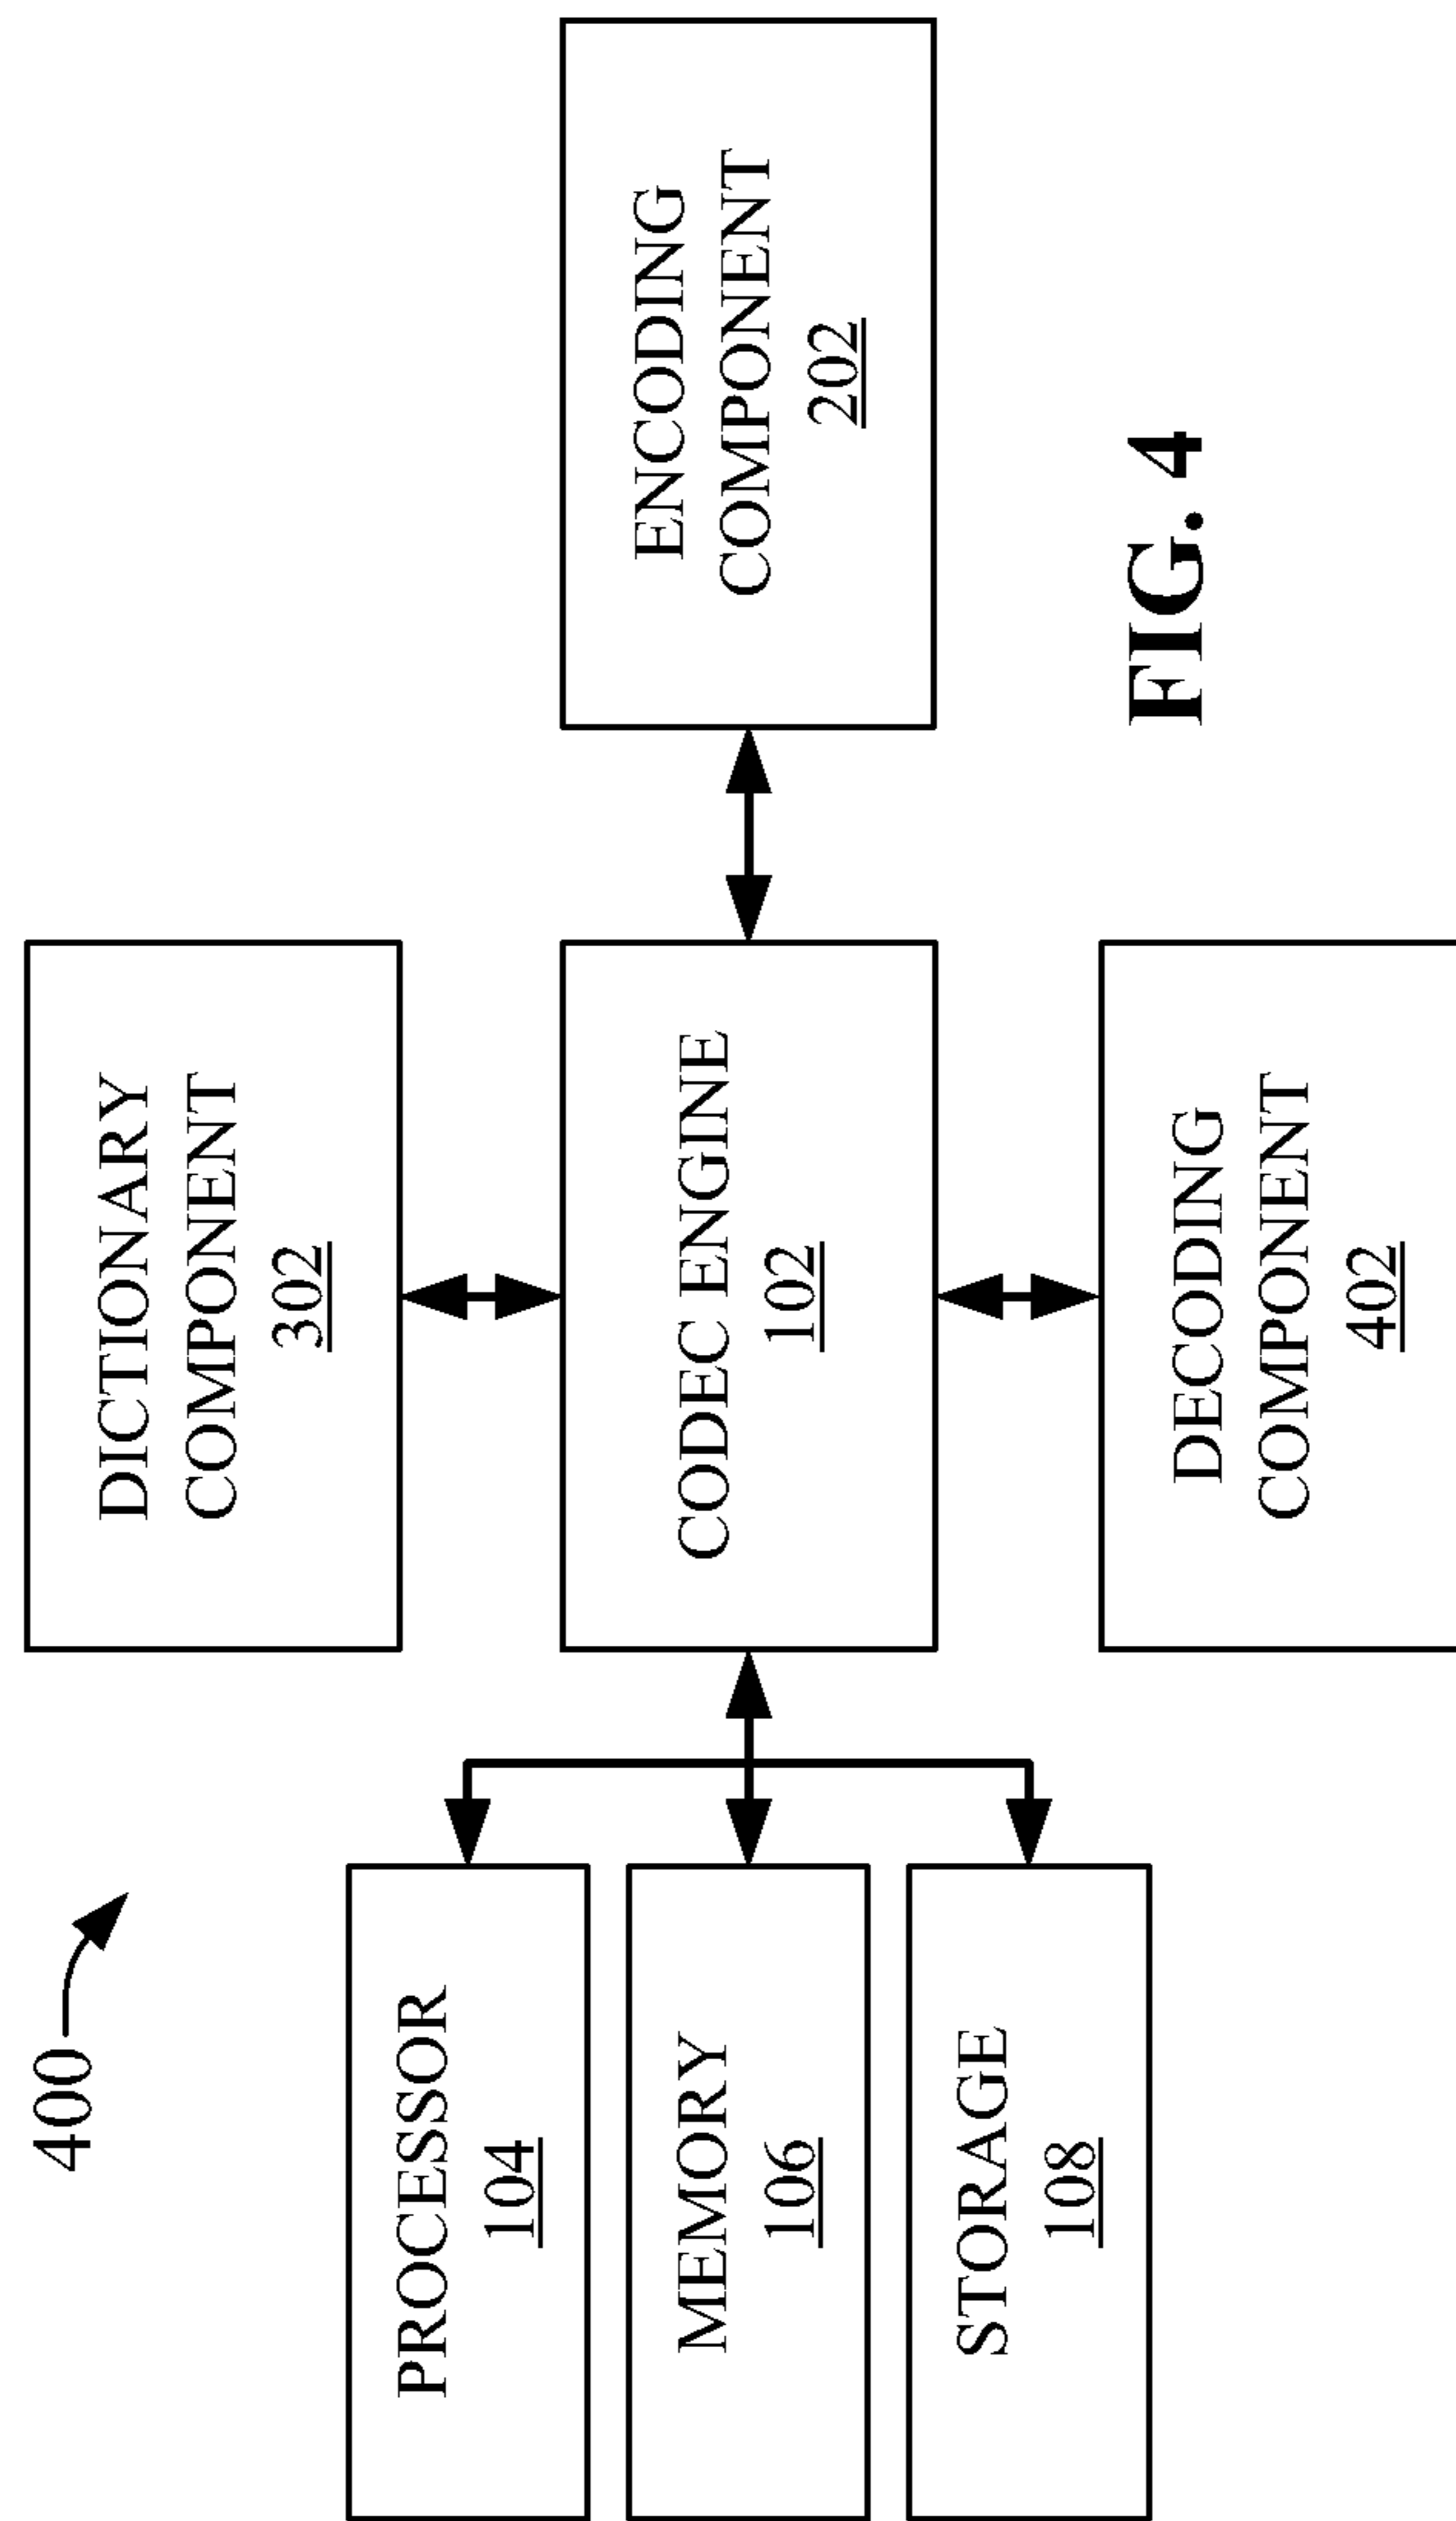 400
PROCESSOR
104
MEMORY
106
STORAGE
108
DICTIONARY
COMPONENT
302
CODEC ENGINE
102
DECODING
COMPONENT
402
ENCODING
COMPONENT
202
FIG. 4